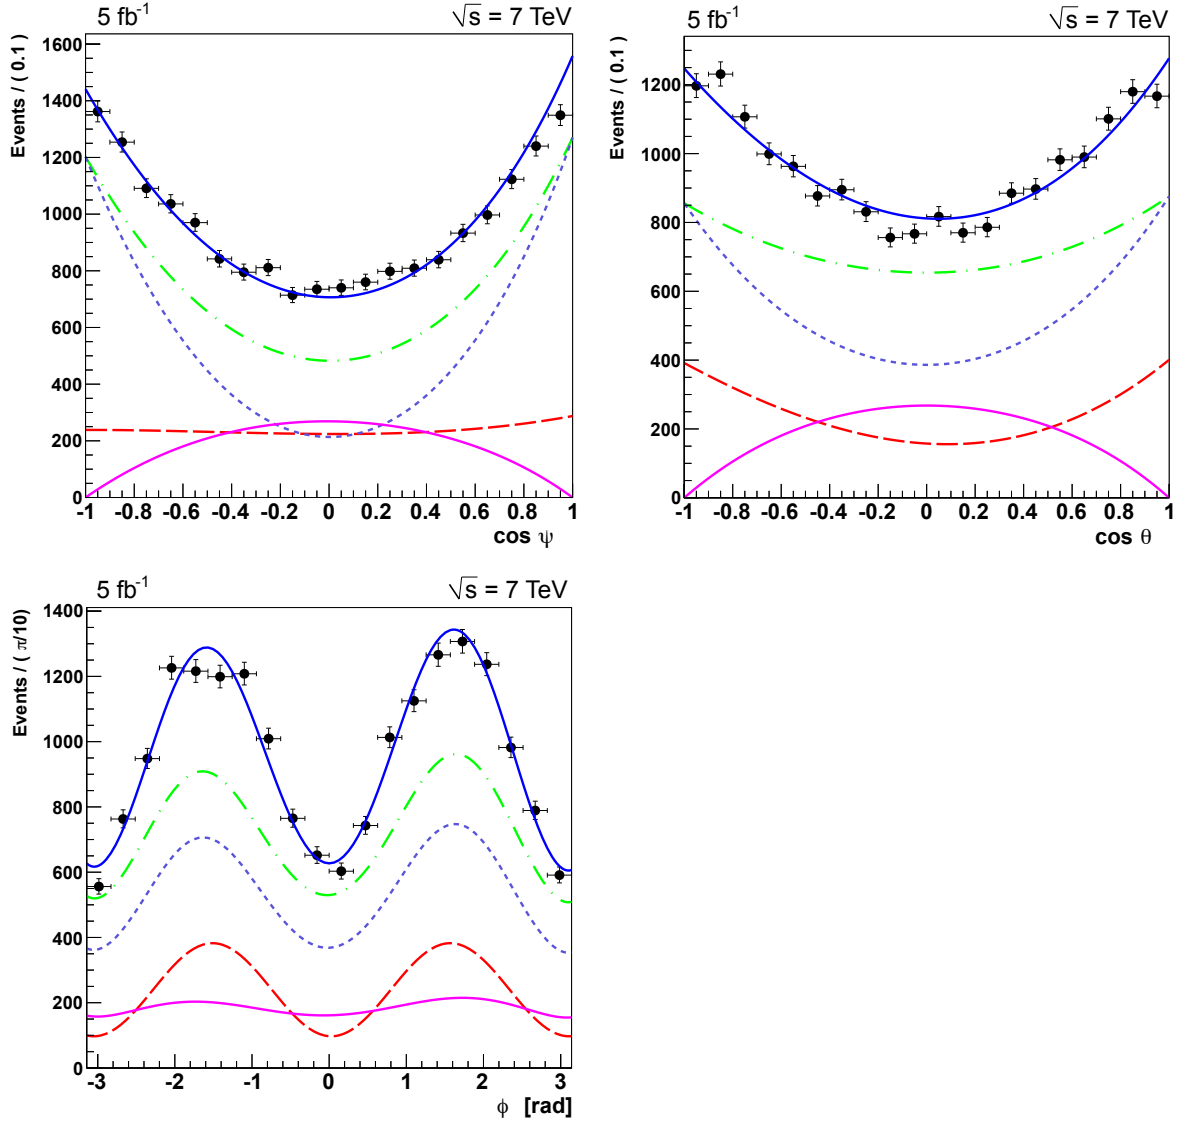 5 fb-1 √s = 7 TeV
Events / ( 0.1 )
1600
1400
1200
1000
800
600
400
200
0
-1 -0.8 -0.6 -0.4 -0.2 0 0.2 0.4 0.6 0.8 1
cos ψ
5 fb-1 √s = 7 TeV
Events / ( 0.1 )
1200
1000
800
600
400
200
0
-1 -0.8 -0.6 -0.4 -0.2 0 0.2 0.4 0.6 0.8 1
cos θ
5 fb-1 √s = 7 TeV
Events / ( π/10)
1400
1200
1000
800
600
400
200
0
-3 -2 -1 0 1 2 3
ϕ [rad]